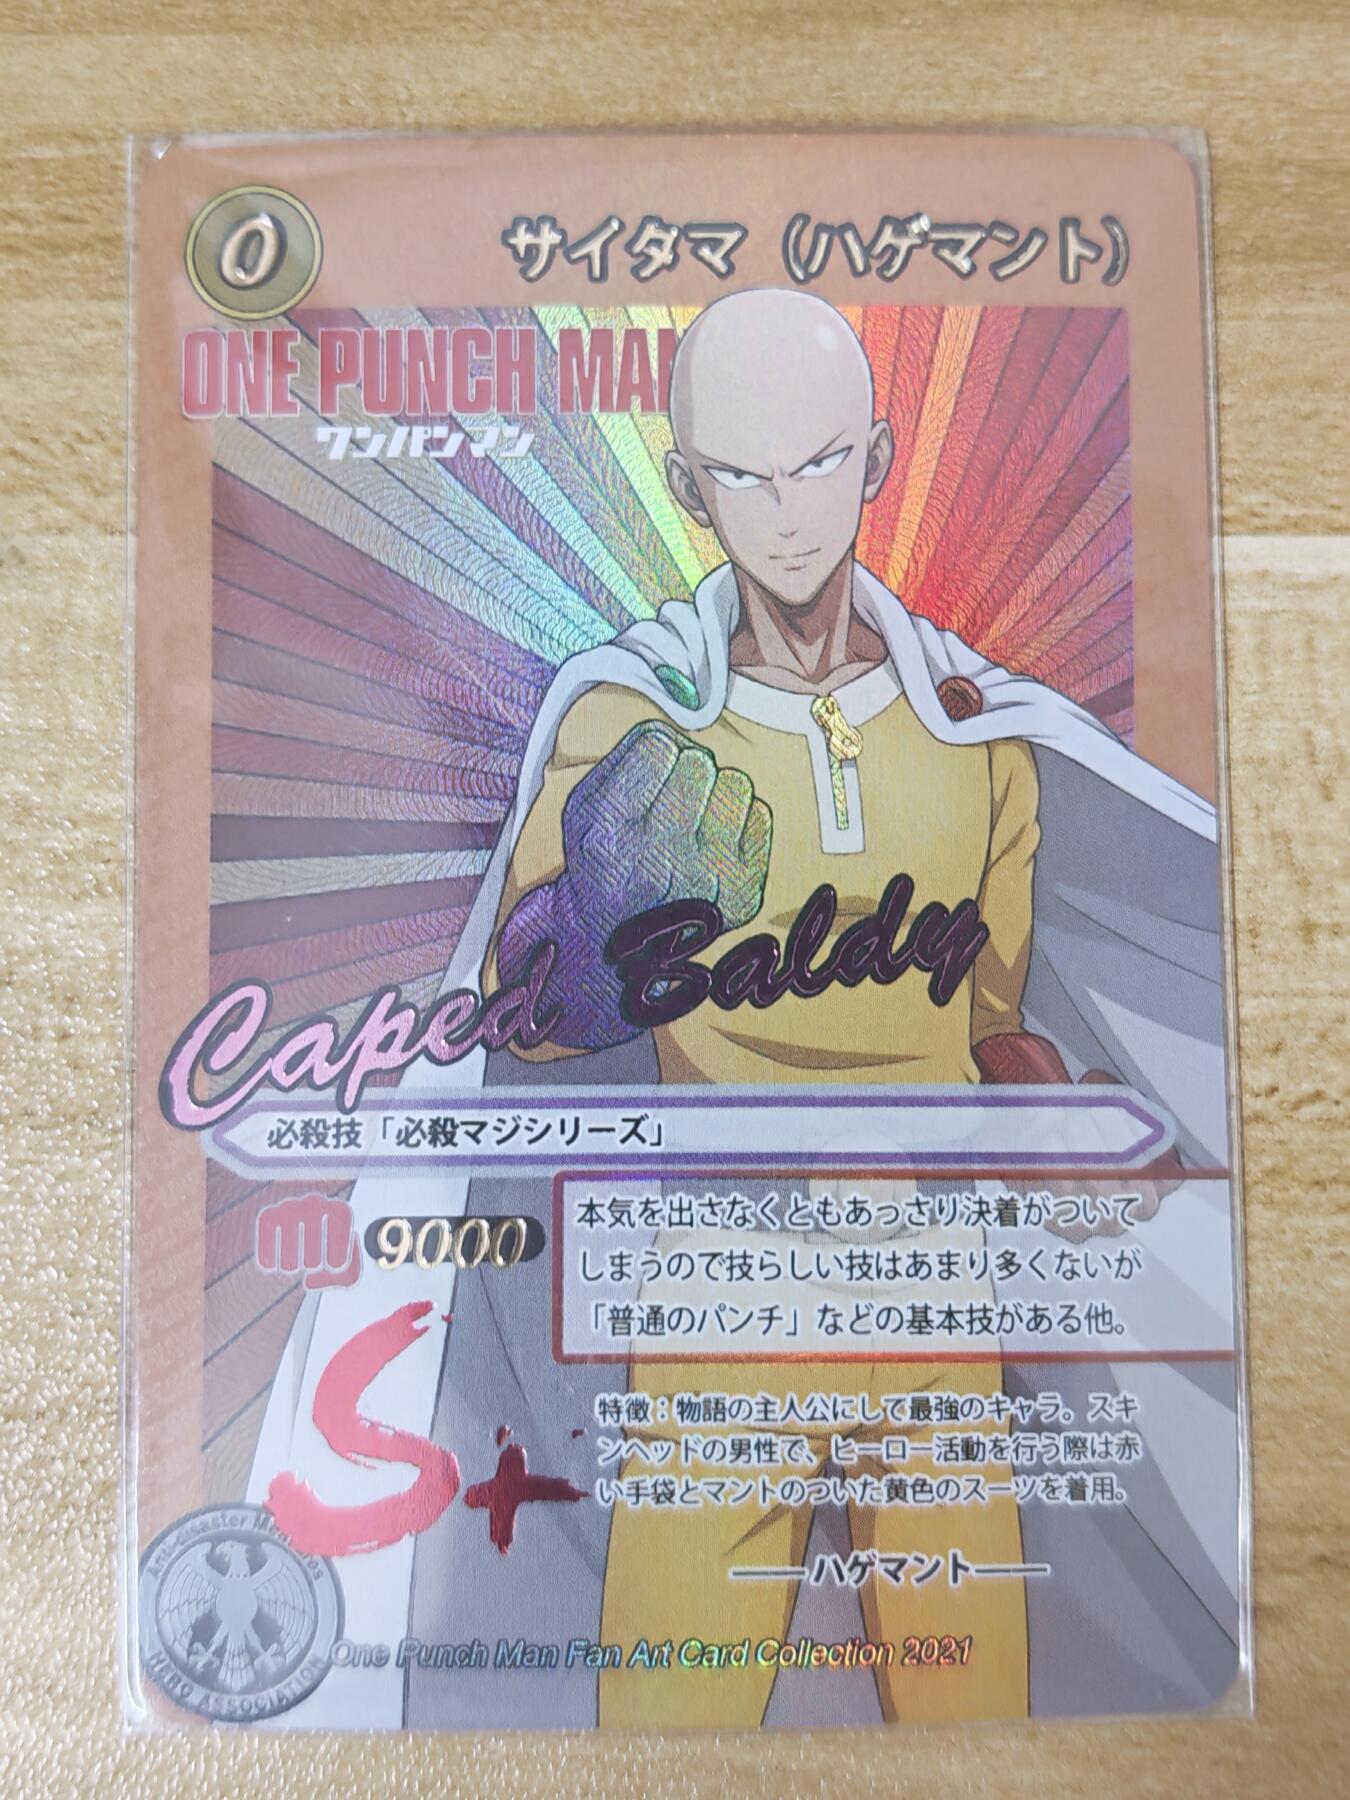 0
サイタマ（ハゲマント）
ONE PUNCH MAN
ワンパンマン
Caped Baldy
必殺技「必殺マジシリーズ」
9000
本気を出さなくともあっさり決着がついて
しまうので技らしい技はあまり多くないが
「普通のパンチ」などの基本技がある他。
S+
特徴：物語の主人公にして最強のキャラ。スキ
ンヘッドの男性で、ヒーロー活動を行う際は赤
い手袋とマントのついた黄色のスーツを着用。
——ハゲマント——
Anti-disaster
HERO ASSOCIATION
One Punch Man Fan Art Card Collection 2021